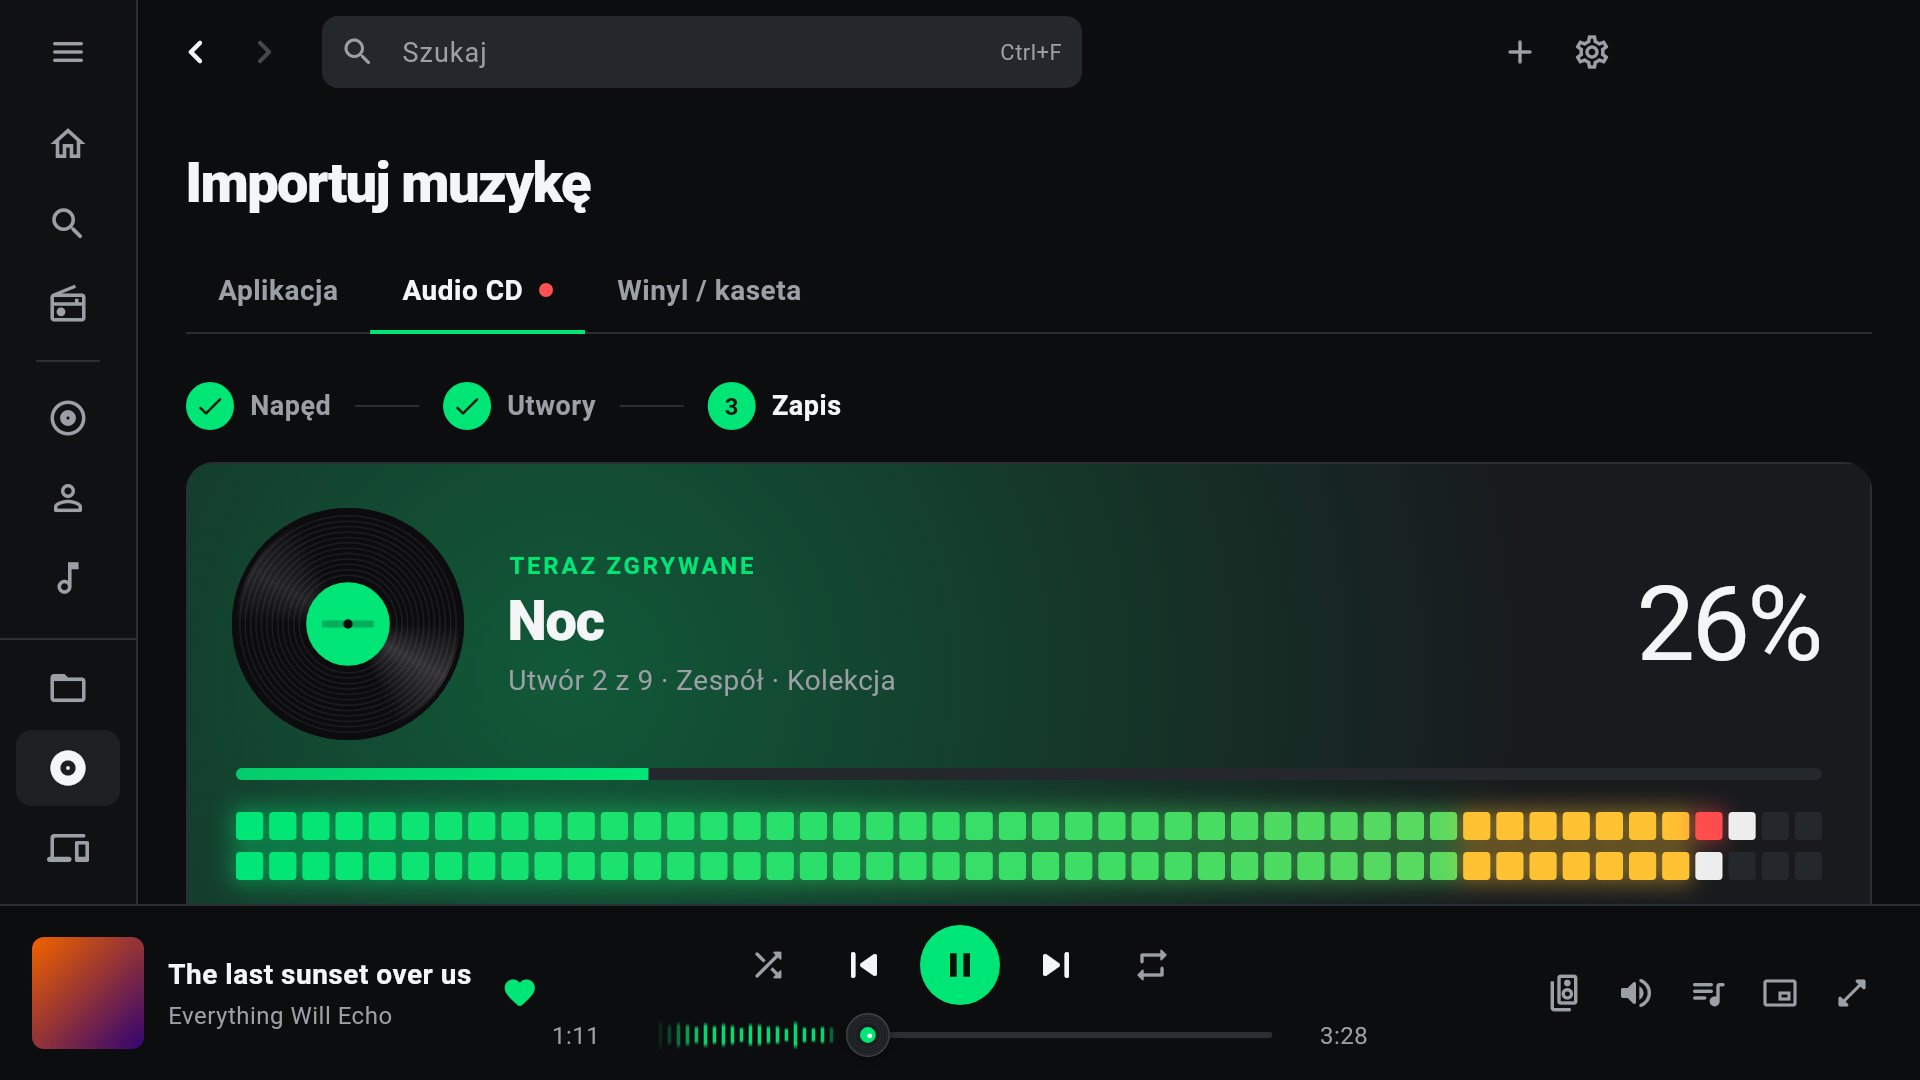 Szukaj
Ctrl+F
Importuj muzykę
Aplikacja
Audio CD
Winyl / kaseta
Napęd
Utwory
3
Zapis
TERAZ ZGRYWANE
Noc
Utwór 2 z 9 · Zespół · Kolekcja
26%
The last sunset over us
Everything Will Echo
1:11
3:28